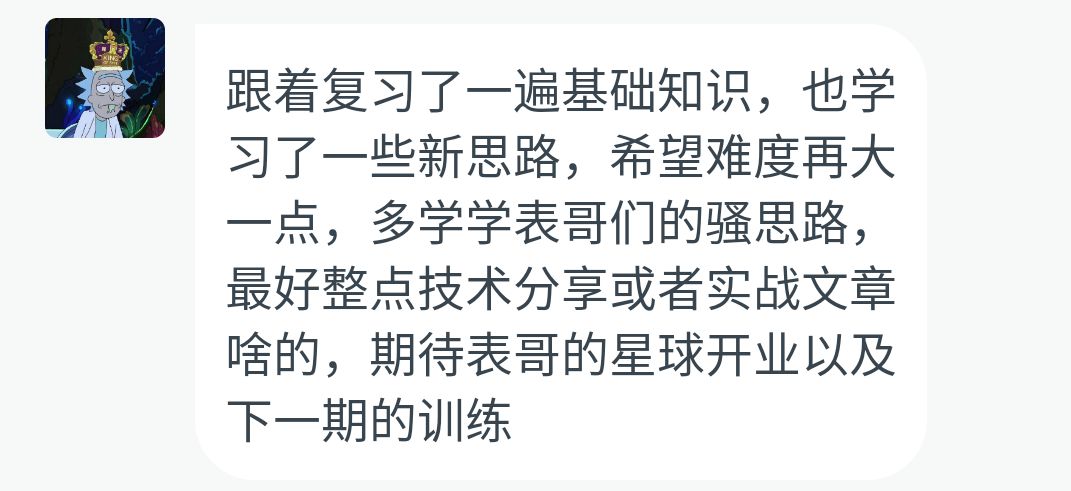 KING
跟着复习了一遍基础知识，也学
习了一些新思路，希望难度再大
一点，多学学表哥们的骚思路，
最好整点技术分享或者实战文章
啥的，期待表哥的星球开业以及
下一期的训练